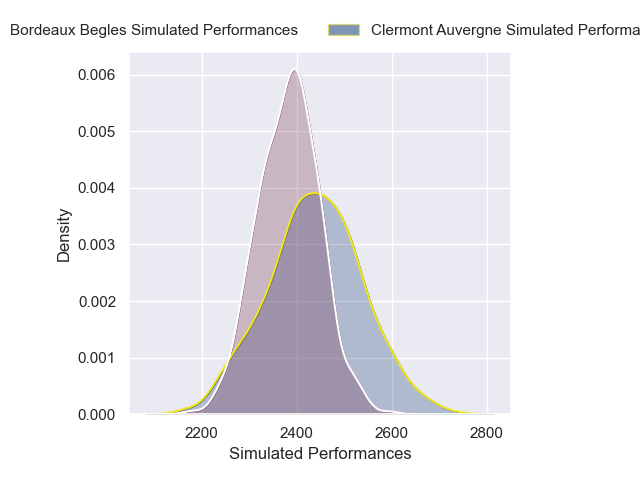 Bordeaux Begles Simulated Performances
Clermont Auvergne Simulated Performa
0.006
0.005
0.004
0.003
0.002
0.001
0.000
Density
2200 2400 2600 2800
Simulated Performances